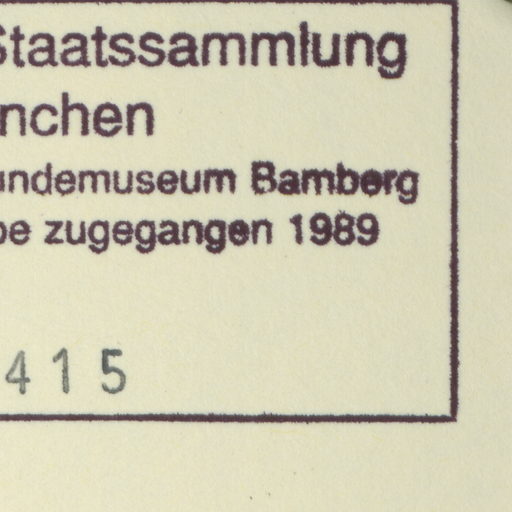 Staatssammlung
nchen
undemuseum Bamberg
be zugegangen 1989
415